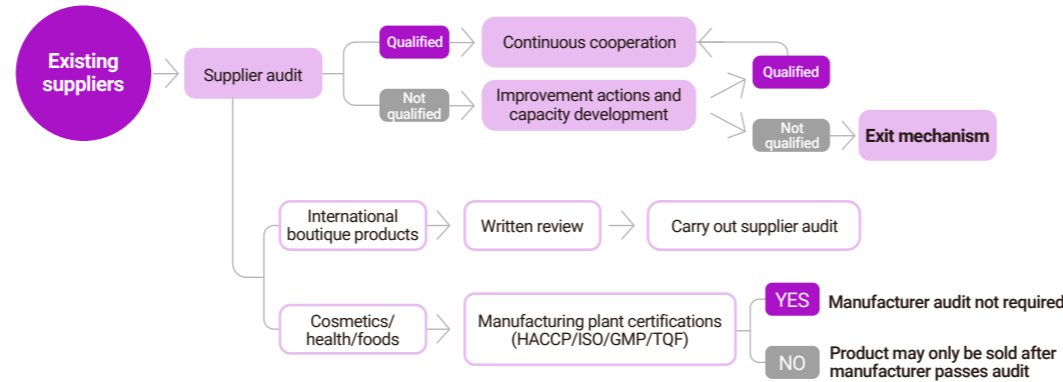 Existing
suppliers
Supplier audit
Qualified
Continuous cooperation
Qualified
Not
qualified
Improvement actions and
capacity development
Not
qualified
Exit mechanism
International
boutique products
Written review
Carry out supplier audit
Cosmetics/
health/foods
Manufacturing plant certifications
(HACCP/ISO/GMP/TQF)
YES
Manufacturer audit not required
NO
Product may only be sold after
manufacturer passes audit